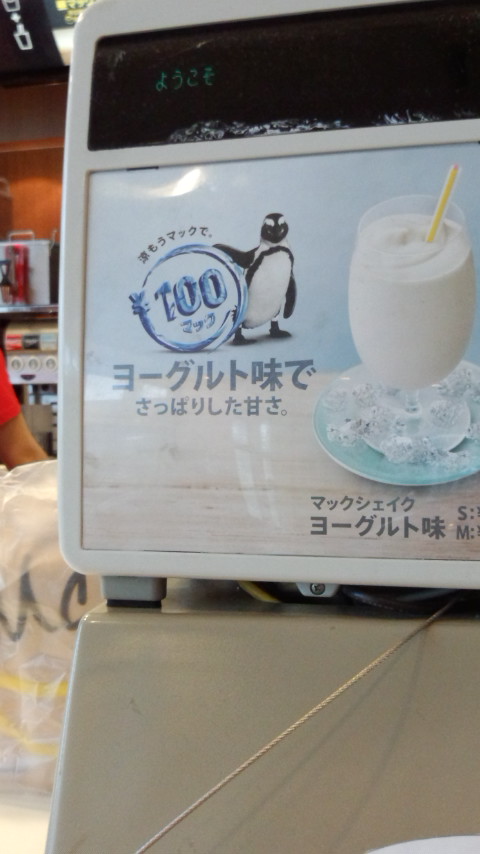 ようこそ
涼もうマックで。
¥100
マック
ヨーグルト味で
さっぱりした甘さ。
マックシェイク
ヨーグルト味
S:¥
M:¥